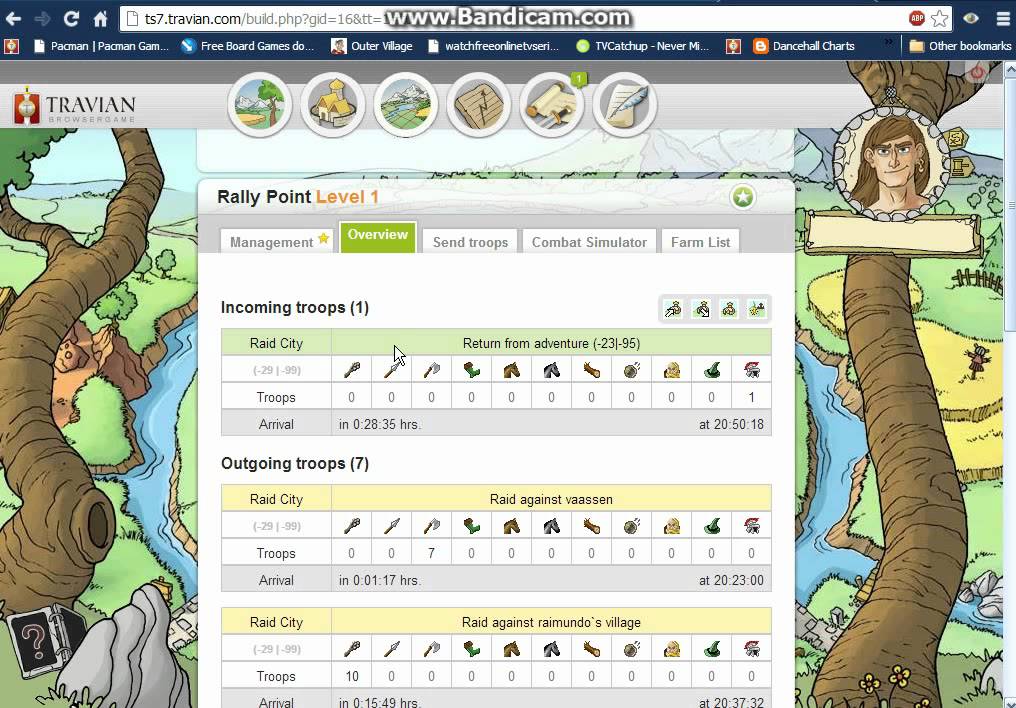 ts7.travian.com/build.php?gid=16&tt=
www.Bandicam.com
ABP
Pacman | Pacman Gam... Free Board Games do... Outer Village watchfreeonlinetvseri... TVCatchup - Never Mi... Dancehall Charts » Other bookmarks
1
TRAVIAN
BROWSERGAME
Rally Point Level 1
Management Overview Send troops Combat Simulator Farm List
Incoming troops (1)
Raid City Return from adventure (-23|-95)
(-29 | -99)
Troops 0 0 0 0 0 0 0 0 0 0 1
Arrival in 0:28:35 hrs. at 20:50:18
Outgoing troops (7)
Raid City Raid against vaassen
(-29 | -99)
Troops 0 0 7 0 0 0 0 0 0 0 0
Arrival in 0:01:17 hrs. at 20:23:00
Raid City Raid against raimundo`s village
(-29 | -99)
Troops 10 0 0 0 0 0 0 0 0 0 0
Arrival in 0:15:49 hrs. at 20:37:32
?